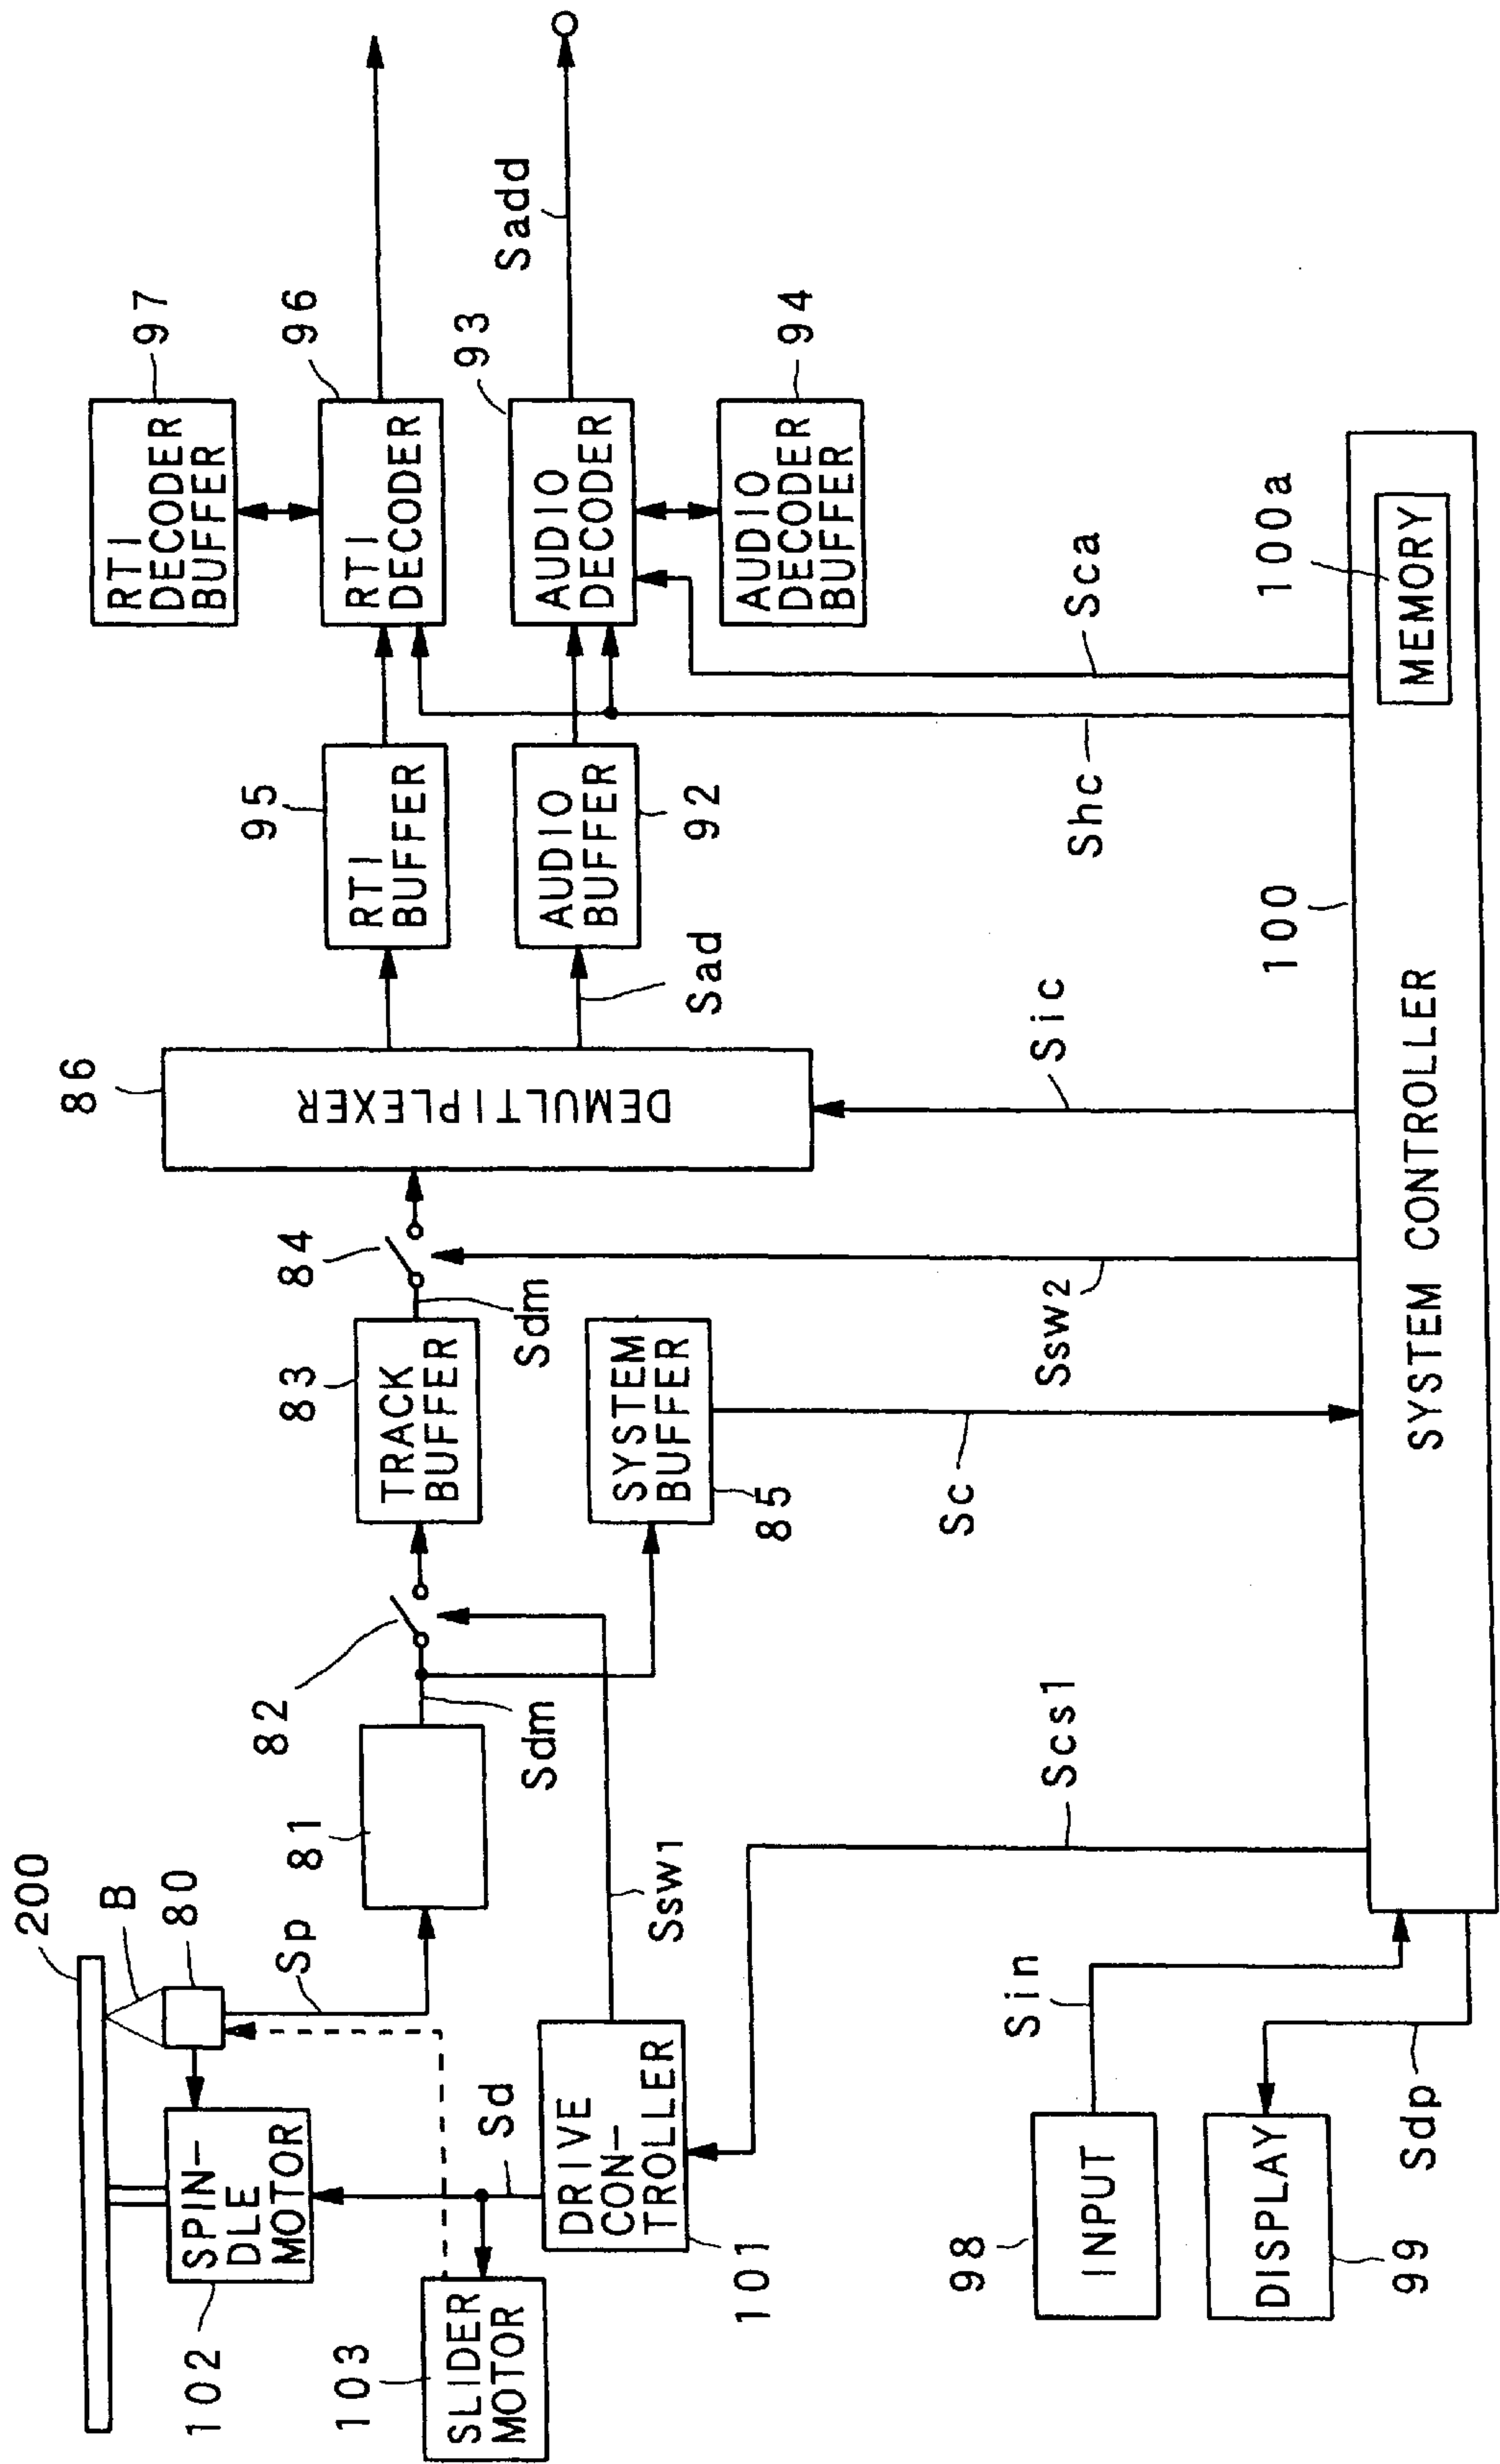 200
B
80
Sp
SPIN-
DLE
MOTOR
102
103
SLIDER
MOTOR
Sd
DRIVE
CON-
TROLLER
101
Ssw1
81
Sdm
82
83
TRACK
BUFFER
Sdm
84
SYSTEM
BUFFER
85
Sc
Ssw2
86
DEMULTIPLEXER
Sic
Sad
95
RTI
BUFFER
AUDIO
BUFFER
92
Shc
Sca
RTI
DECODER
BUFFER
97
RTI
DECODER
96
AUDIO
DECODER
93
AUDIO
DECODER
BUFFER
94
Sadd
98
INPUT
Sin
DISPLAY
99
Sdp
Scs1
SYSTEM CONTROLLER
100
MEMORY
100a